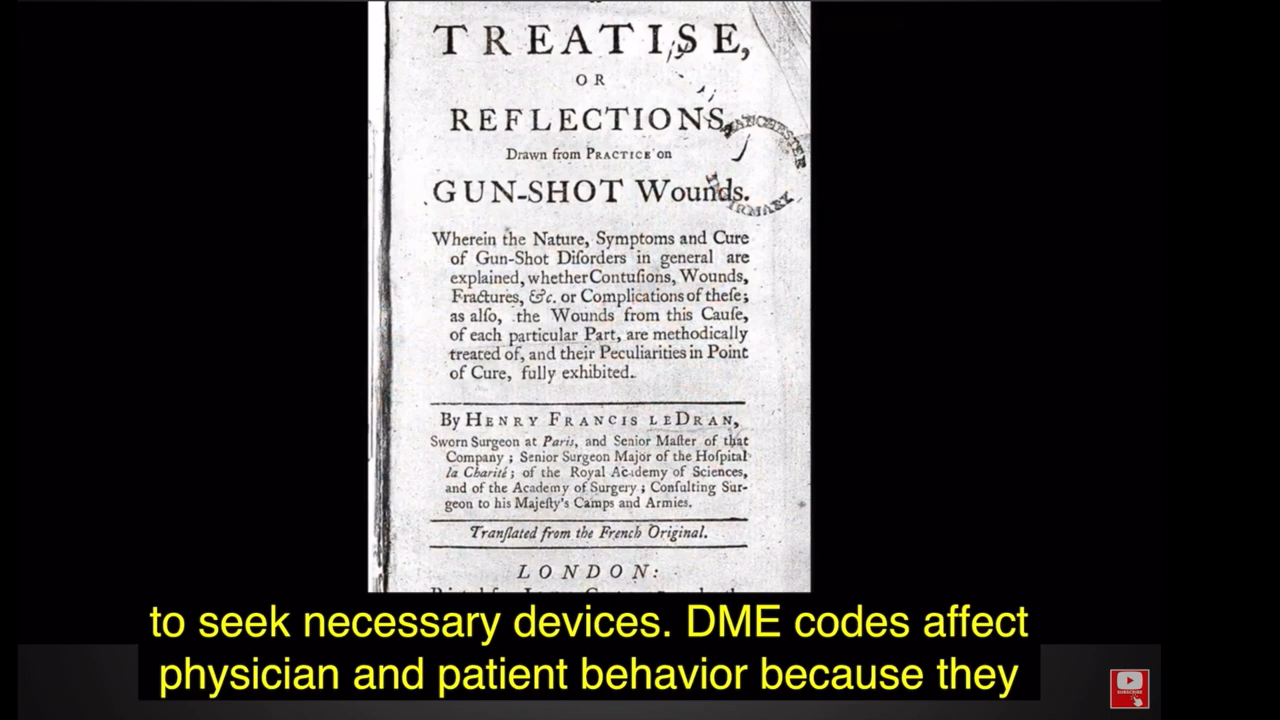 TREATISE,
OR
REFLECTIONS,
Drawn from PRACTICE on
GUN-SHOT Wounds.
Wherein the Nature, Symptoms and Cure
of Gun-Shot Diſorders in general are
explained, whether Contuſions, Wounds,
Fractures, &c. or Complications of theſe;
as alſo, the Wounds from this Cauſe,
of each particular Part, are methodically
treated of, and their Peculiarities in Point
of Cure, fully exhibited.
By HENRY FRANCIS LEDRAN,
Sworn Surgeon at Paris, and Senior Maſter of that
Company; Senior Surgeon Major of the Hoſpital
la Charité; of the Royal Academy of Sciences,
and of the Academy of Surgery; Conſulting Sur-
geon to his Majeſty's Camps and Armies.
Tranſlated from the French Original.
LONDON:
MANCHESTER
to seek necessary devices. DME codes affect
physician and patient behavior because they
SUBSCRIBE